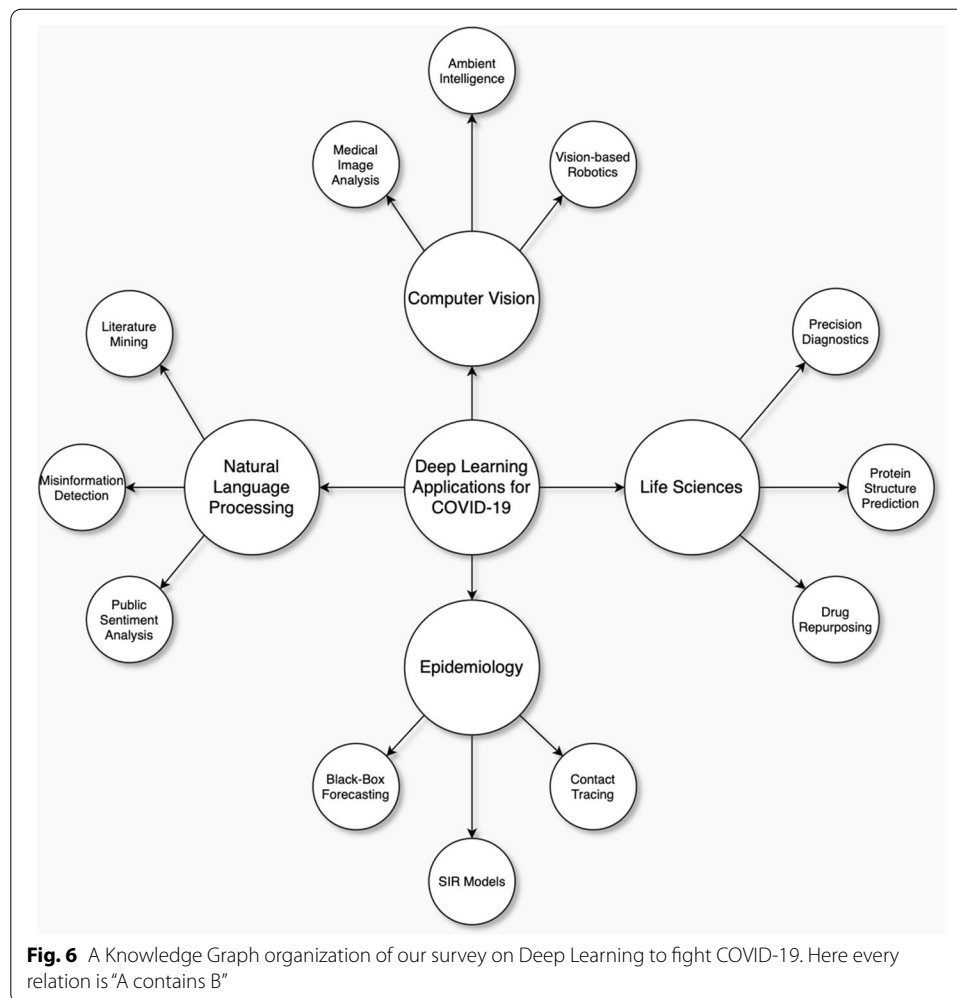 Ambient
Intelligence
Medical
Image
Analysis
Vision-based
Robotics
Computer Vision
Literature
Mining
Precision
Diagnostics
Misinformation
Detection
Natural
Language
Processing
Deep Learning
Applications for
COVID-19
Life Sciences
Protein
Structure
Prediction
Public
Sentiment
Analysis
Drug
Repurposing
Epidemiology
Black-Box
Forecasting
Contact
Tracing
SIR Models
Fig. 6 A Knowledge Graph organization of our survey on Deep Learning to fight COVID-19. Here every
relation is “A contains B”